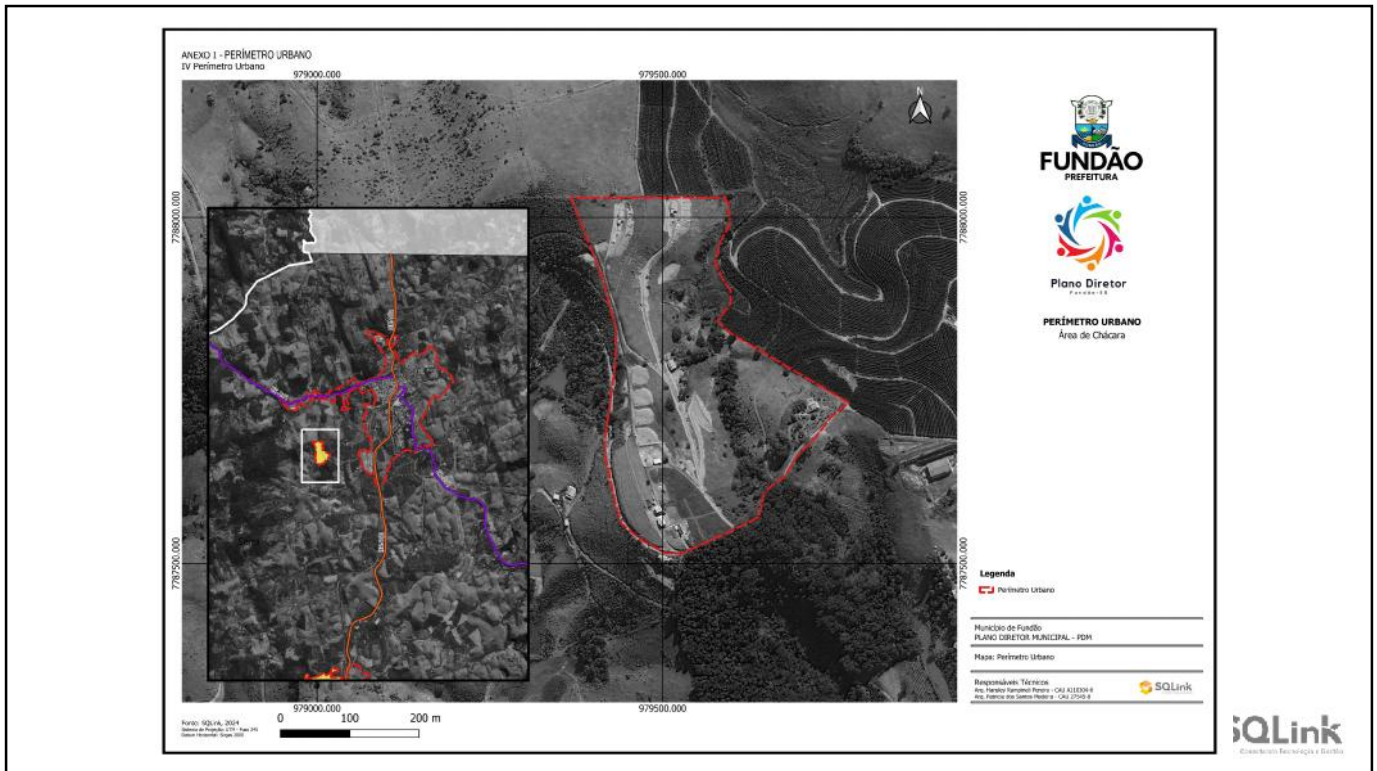 ANEXO I - PERÍMETRO URBANO
IV Perímetro Urbano
979000.000
979500.000
N
7788000.000
7788000.000
FUNDÃO
PREFEITURA
Plano Diretor
Fundão-ES
PERÍMETRO URBANO
Área de Chácara
7787500.000
7787500.000
Legenda
Perímetro Urbano
Município de Fundão
PLANO DIRETOR MUNICIPAL - PDM
Mapa: Perímetro Urbano
Responsáveis Técnicos
SQLink
979000.000
979500.000
Fonte: SQLink, 2024
0 100 200 m
SQLink